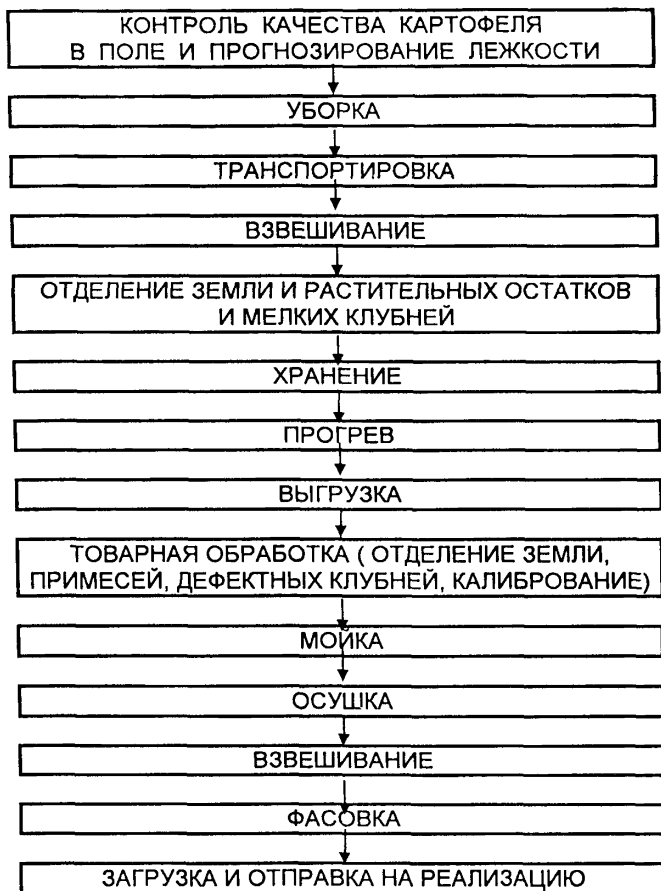 КОНТРОЛЬ КАЧЕСТВА КАРТОФЕЛЯ
В ПОЛЕ И ПРОГНОЗИРОВАНИЕ ЛЕЖКОСТИ
УБОРКА
ТРАНСПОРТИРОВКА
ВЗВЕШИВАНИЕ
ОТДЕЛЕНИЕ ЗЕМЛИ И РАСТИТЕЛЬНЫХ ОСТАТКОВ
И МЕЛКИХ КЛУБНЕЙ
ХРАНЕНИЕ
ПРОГРЕВ
ВЫГРУЗКА
ТОВАРНАЯ ОБРАБОТКА ( ОТДЕЛЕНИЕ ЗЕМЛИ,
ПРИМЕСЕЙ, ДЕФЕКТНЫХ КЛУБНЕЙ, КАЛИБРОВАНИЕ)
МОЙКА
ОСУШКА
ВЗВЕШИВАНИЕ
ФАСОВКА
ЗАГРУЗКА И ОТПРАВКА НА РЕАЛИЗАЦИЮ